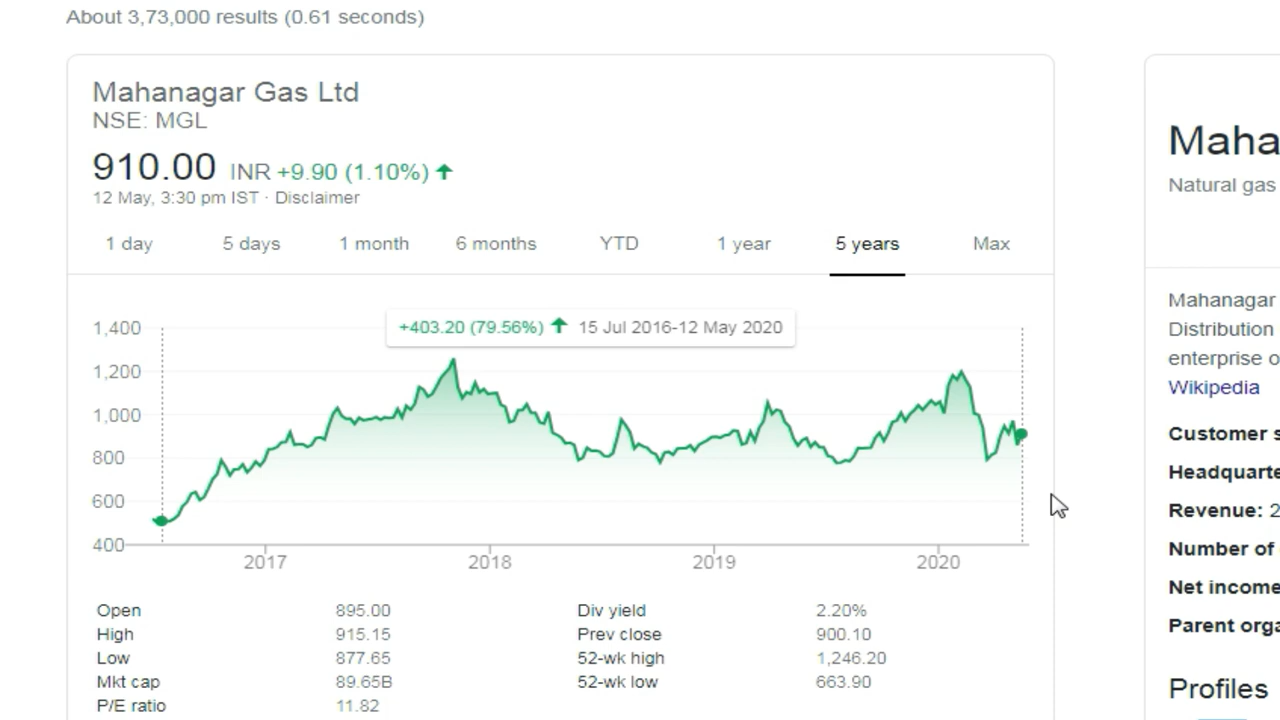 About 3,73,000 results (0.61 seconds)
Mahanagar Gas Ltd
NSE: MGL
910.00 INR +9.90 (1.10%)
12 May, 3:30 pm IST · Disclaimer
1 day 5 days 1 month 6 months YTD 1 year 5 years Max
+403.20 (79.56%) 15 Jul 2016-12 May 2020
1,400
1,200
1,000
800
600
400
2017 2018 2019 2020
Open 895.00 Div yield 2.20%
High 915.15 Prev close 900.10
Low 877.65 52-wk high 1,246.20
Mkt cap 89.65B 52-wk low 663.90
P/E ratio 11.82
Maha
Natural gas
Mahanagar
Distribution
enterprise o
Wikipedia
Customer s
Headquarte
Revenue: 2
Number of
Net income
Parent orga
Profiles